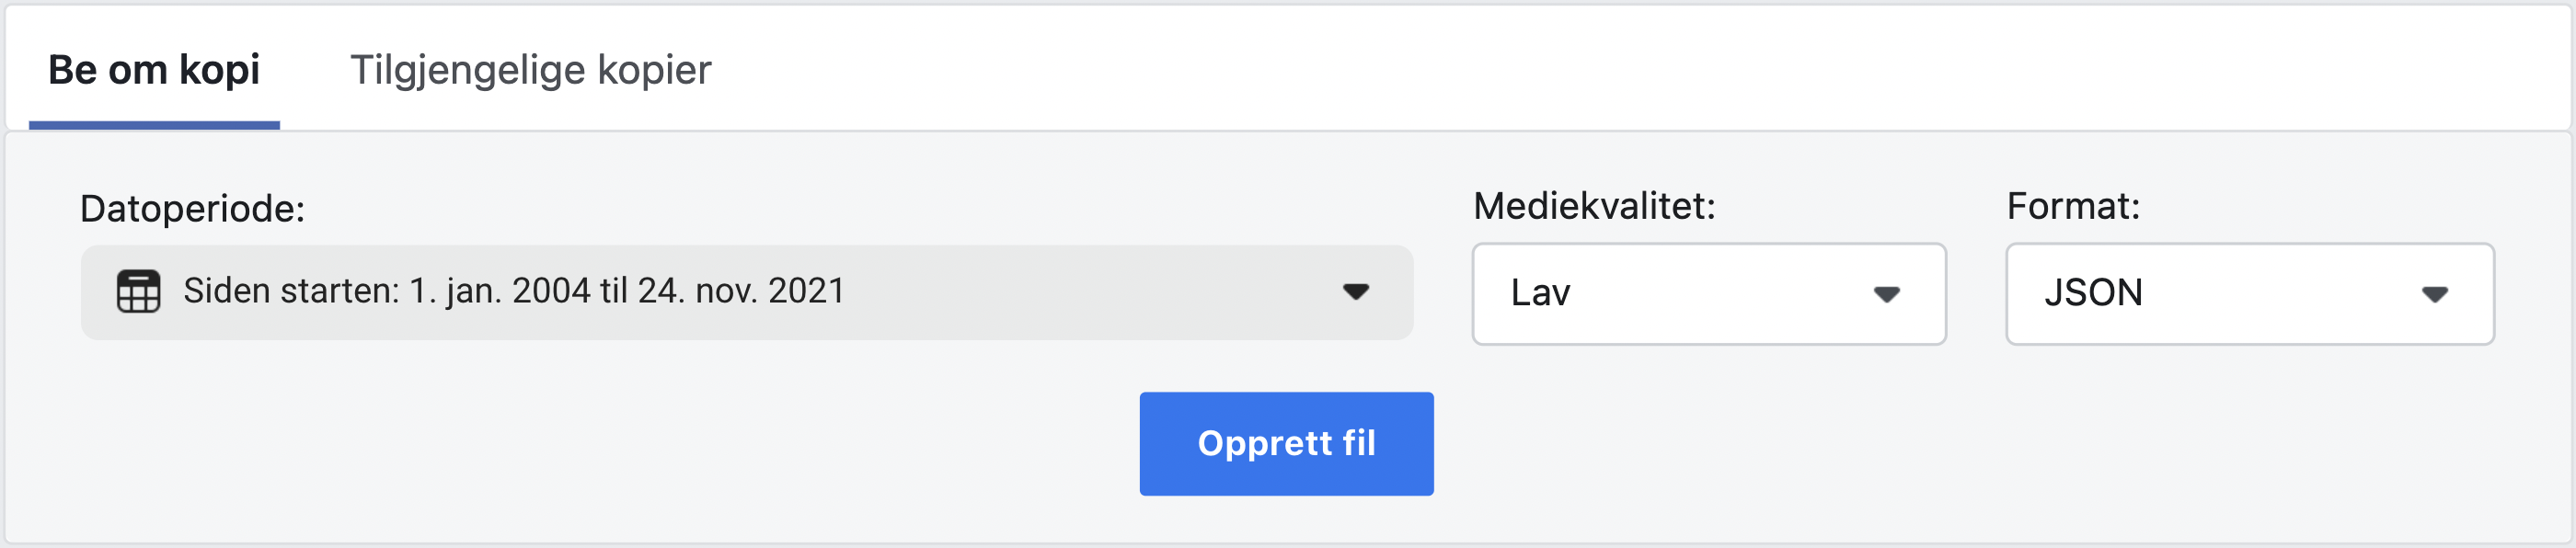 Be om kopi
Tilgjengelige kopier
Datoperiode:
Mediekvalitet:
Format:
Siden starten: 1. jan. 2004 til 24. nov. 2021
Lav
JSON
Opprett fil